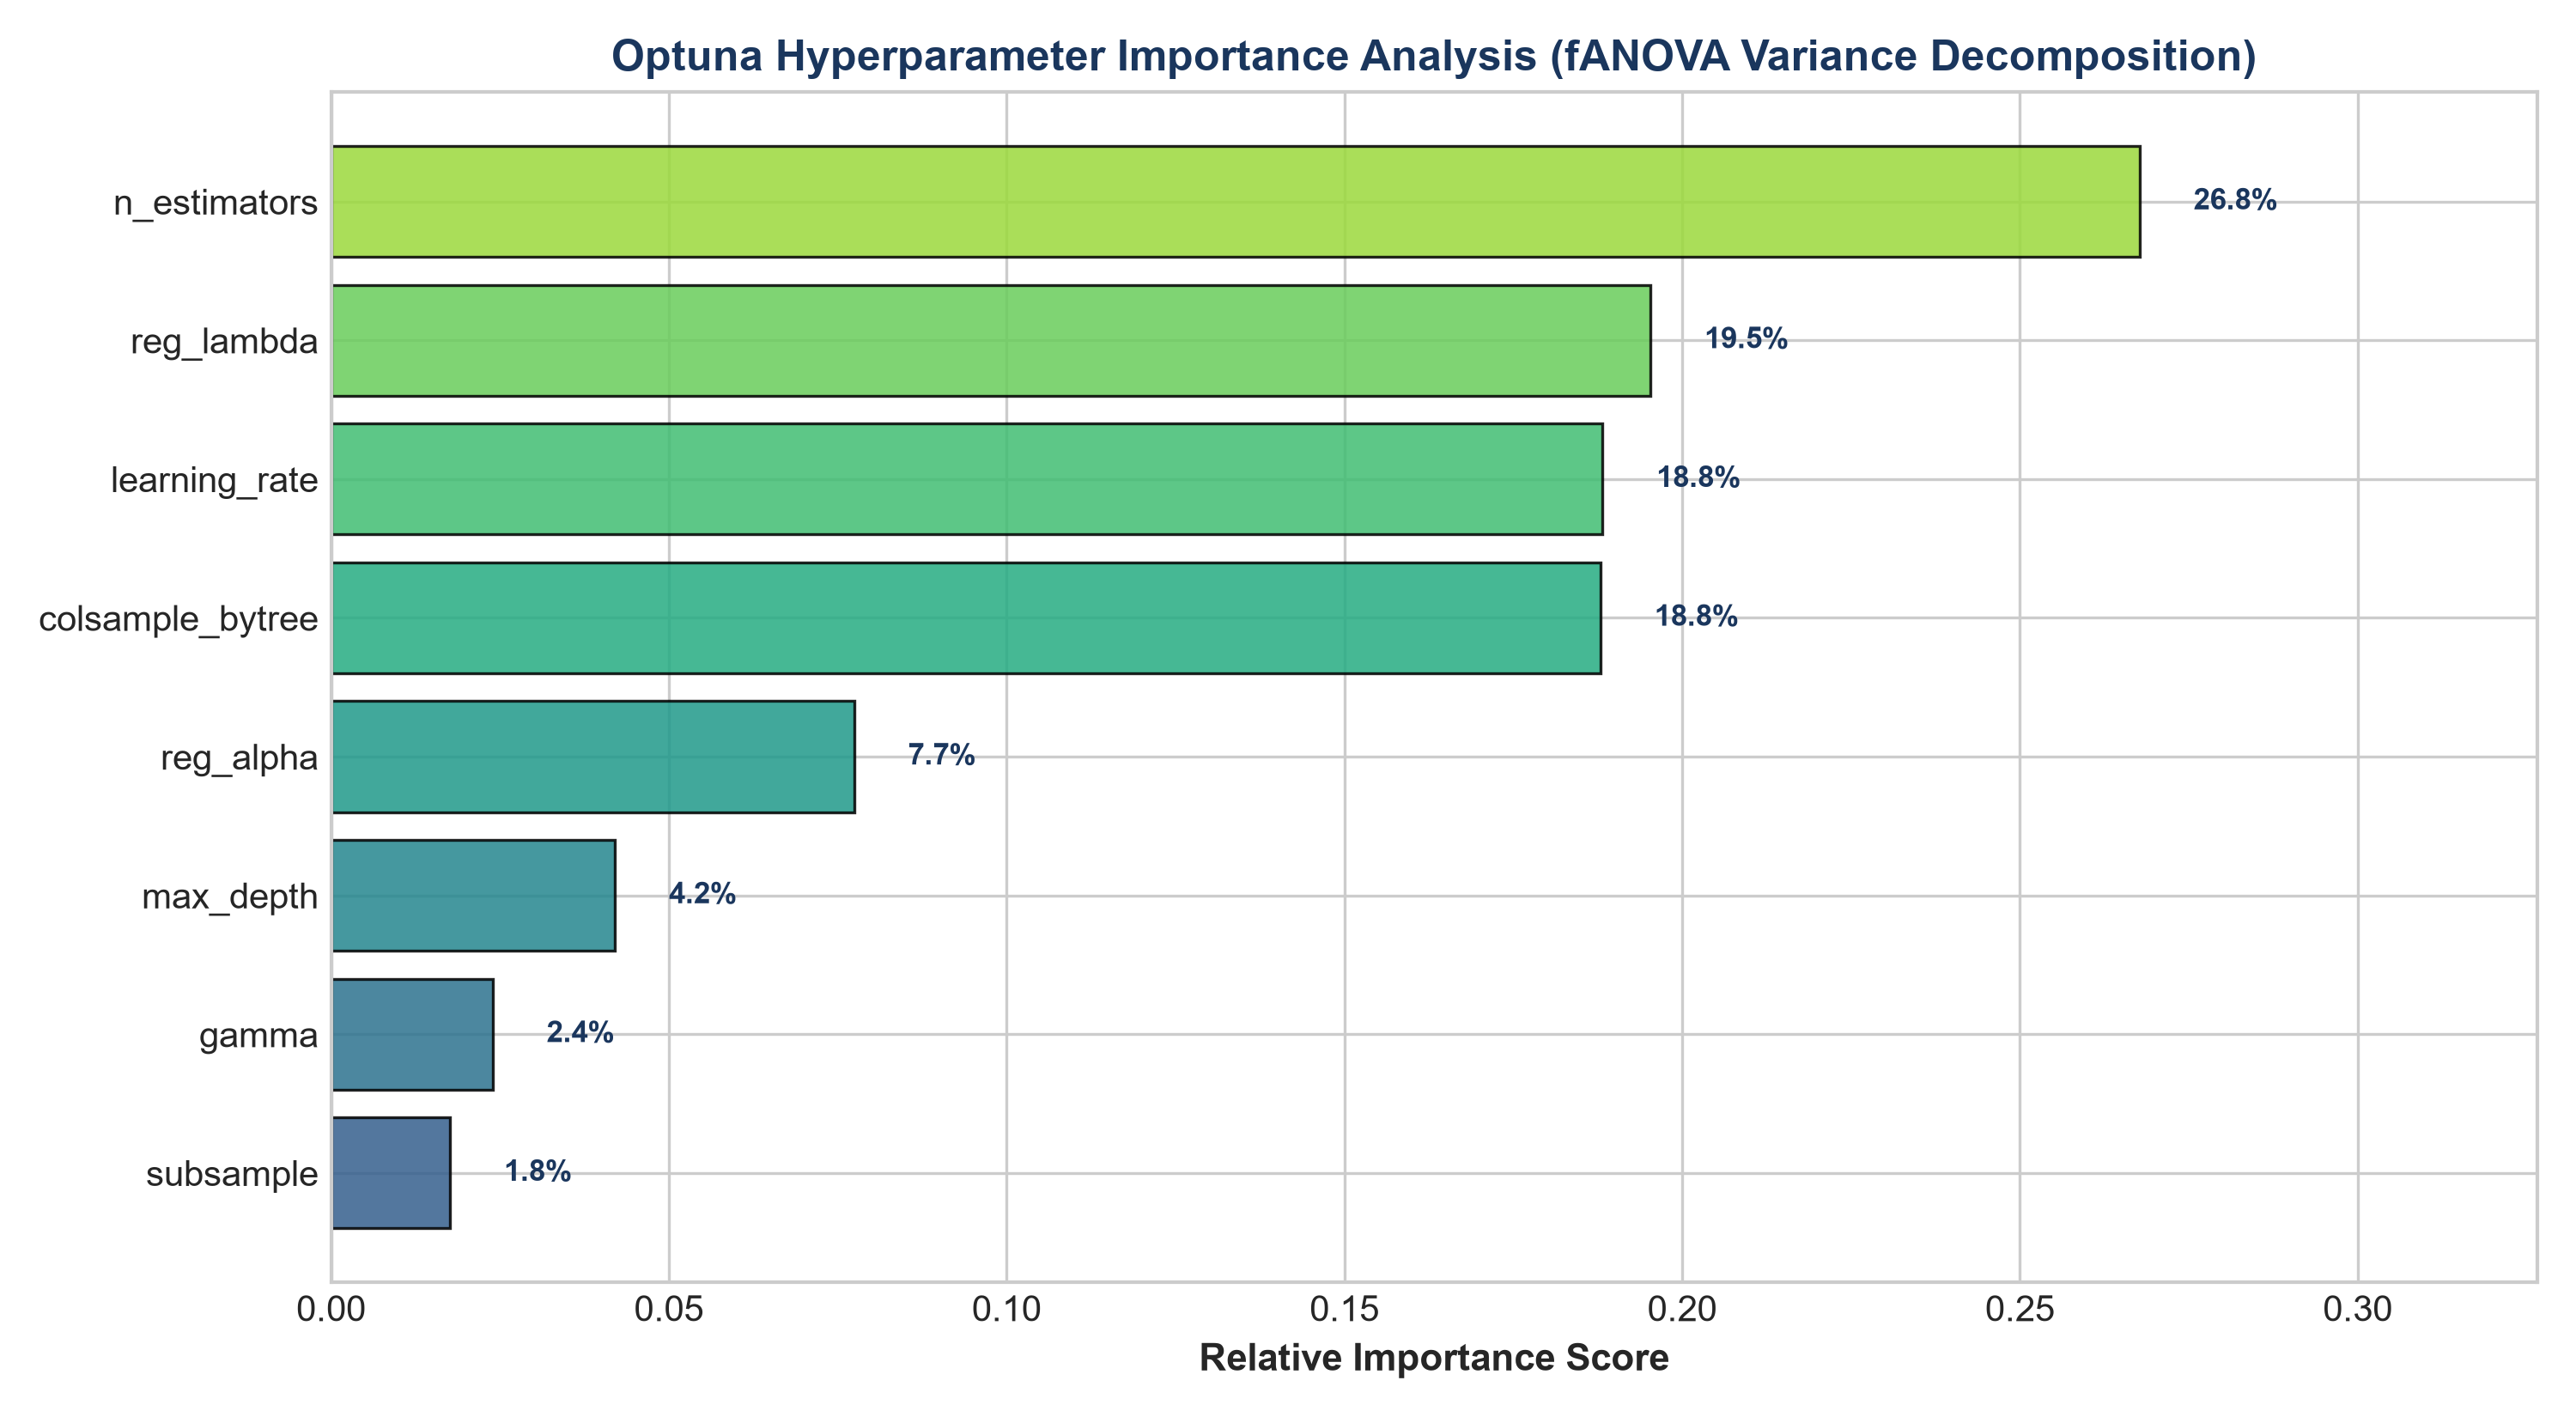 Optuna Hyperparameter Importance Analysis (fANOVA Variance Decomposition)
n_estimators 26.8%
reg_lambda 19.5%
learning_rate 18.8%
colsample_bytree 18.8%
reg_alpha 7.7%
max_depth 4.2%
gamma 2.4%
subsample 1.8%
0.00 0.05 0.10 0.15 0.20 0.25 0.30
Relative Importance Score